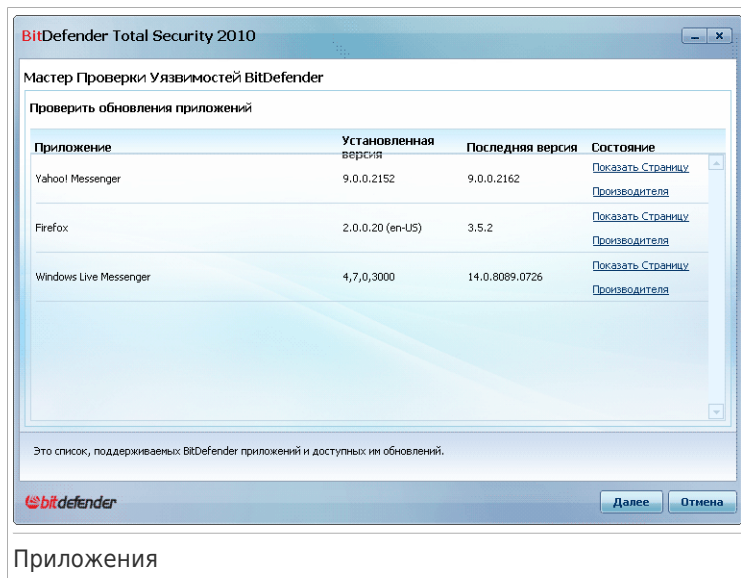 BitDefender Total Security 2010
Мастер Проверки Уязвимостей BitDefender
Проверить обновления приложений
Приложение Установленная версия Последняя версия Состояние
Yahoo! Messenger 9.0.0.2152 9.0.0.2162 Показать Страницу Производителя
Firefox 2.0.0.20 (en-US) 3.5.2 Показать Страницу Производителя
Windows Live Messenger 4,7,0,3000 14.0.8089.0726 Показать Страницу Производителя
Это список, поддерживаемых BitDefender приложений и доступных им обновлений.
bitdefender
Далее Отмена
Приложения